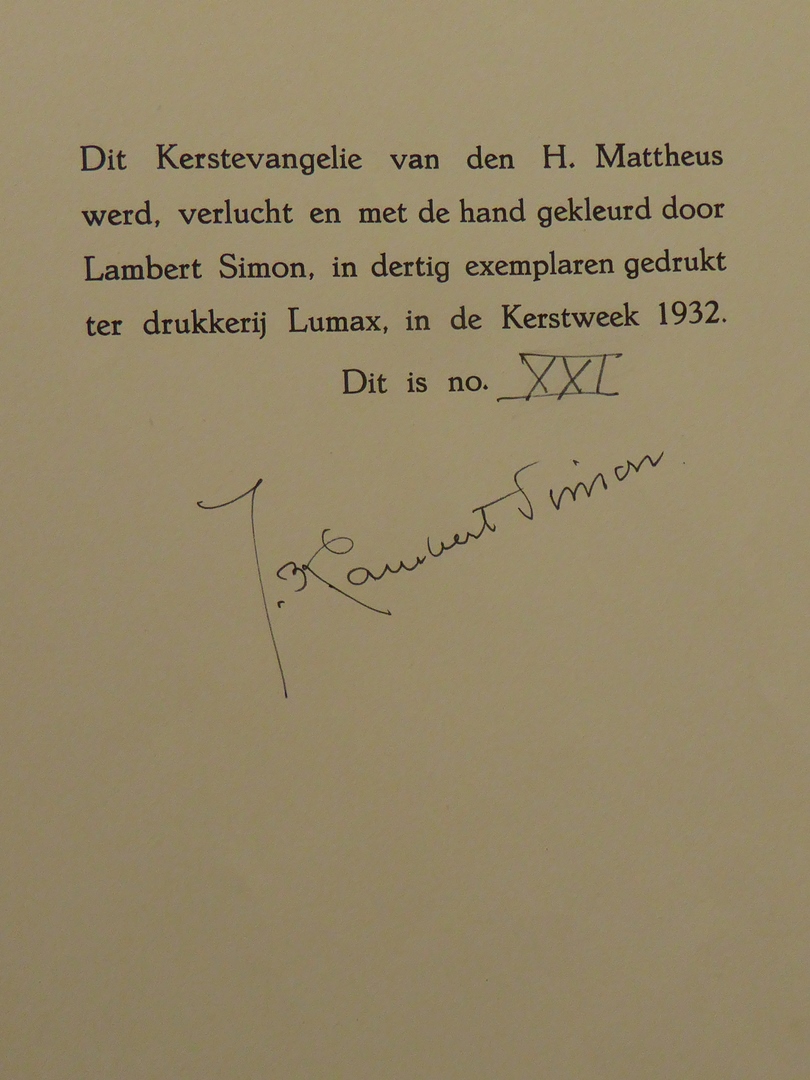 Dit Kerstevangelie van den H. Mattheus
werd, verlucht en met de hand gekleurd door
Lambert Simon, in dertig exemplaren gedrukt
ter drukkerij Lumax, in de Kerstweek 1932.
Dit is no. XXI
Lambert Simon